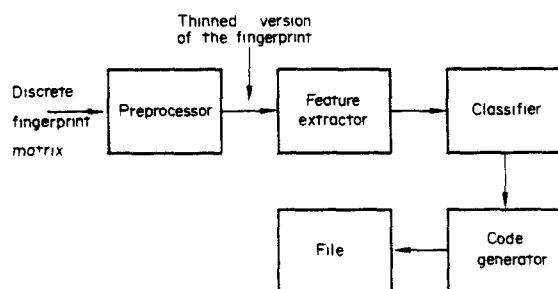 Thinned version
of the fingerprint
Discrete
fingerprint
matrix
Preprocessor
Feature
extractor
Classifier
File
Code
generator